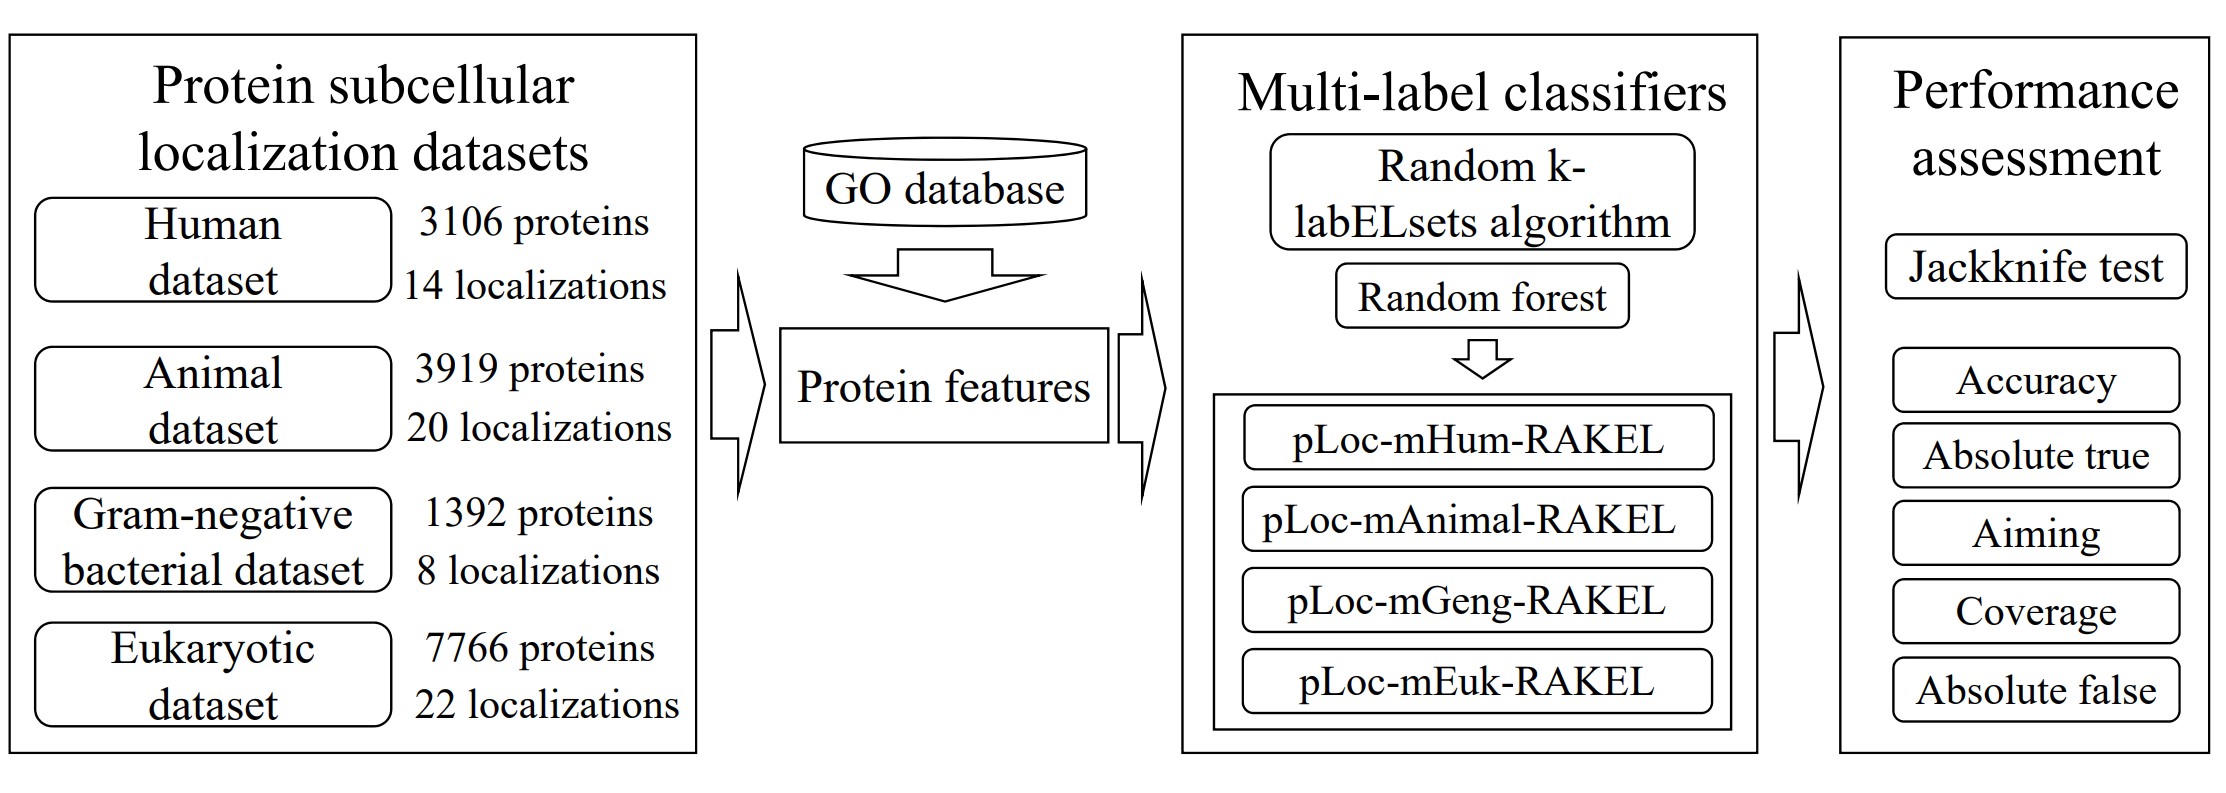 Protein subcellular
localization datasets
Human
dataset
3106 proteins
14 localizations
Animal
dataset
3919 proteins
20 localizations
Gram-negative
bacterial dataset
1392 proteins
8 localizations
Eukaryotic
dataset
7766 proteins
22 localizations
GO database
Protein features
Multi-label classifiers
Random k-
labELsets algorithm
Random forest
pLoc-mHum-RAKEL
pLoc-mAnimal-RAKEL
pLoc-mGeng-RAKEL
pLoc-mEuk-RAKEL
Performance
assessment
Jackknife test
Accuracy
Absolute true
Aiming
Coverage
Absolute false